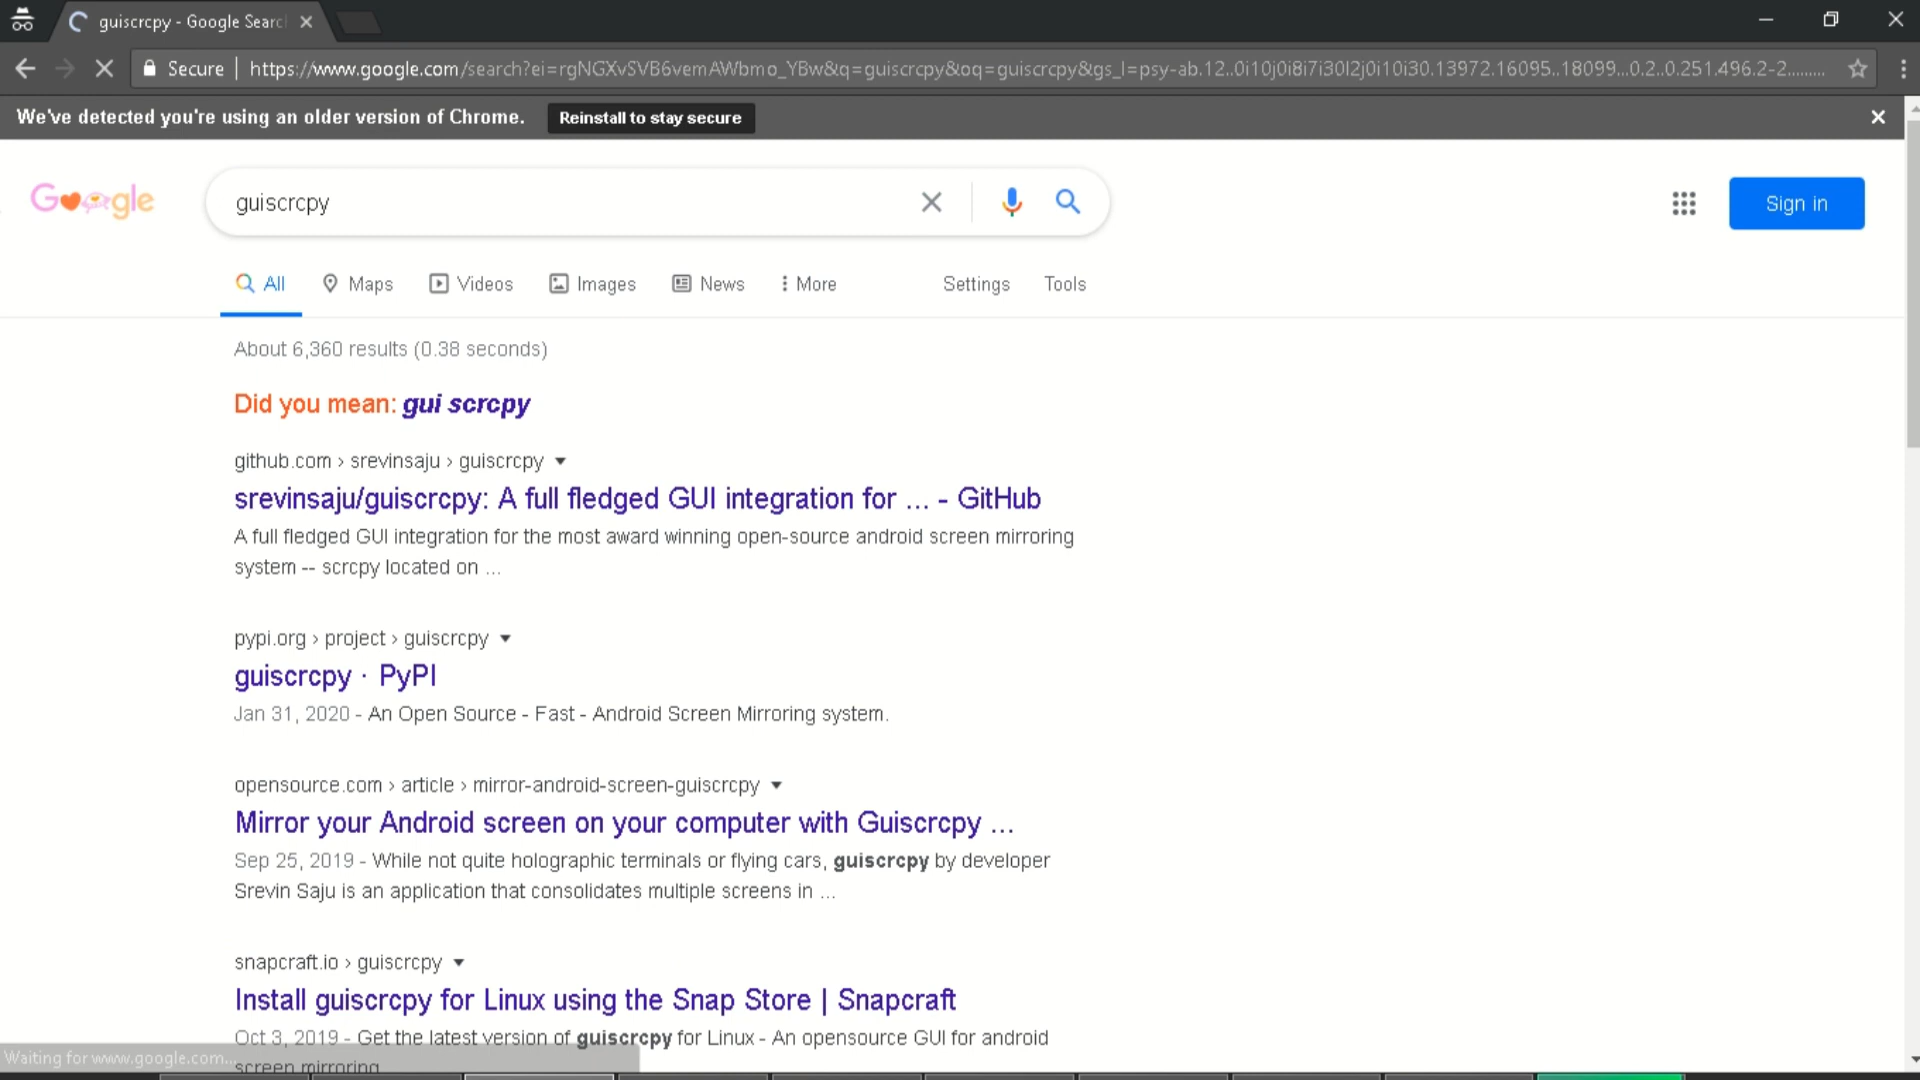 guiscrcpy - Google Searc
Secure | https://www.google.com/search?ei=rgNGXvSVB6vemAWbmo_YBw&q=guiscrcpy&oq=guiscrcpy&gs_l=psy-ab.12..0i10j0i8i7i30l2j0i10i30.13972.16095..18099...0.2..0.251.496.2-2.........
We've detected you're using an older version of Chrome. Reinstall to stay secure
Google guiscrcpy Sign in
All Maps Videos Images News More Settings Tools
About 6,360 results (0.38 seconds)
Did you mean: gui scrcpy
github.com › srevinsaju › guiscrcpy
srevinsaju/guiscrcpy: A full fledged GUI integration for ... - GitHub
A full fledged GUI integration for the most award winning open-source android screen mirroring
system -- scrcpy located on ...
pypi.org › project › guiscrcpy
guiscrcpy · PyPI
Jan 31, 2020 - An Open Source - Fast - Android Screen Mirroring system.
opensource.com › article › mirror-android-screen-guiscrcpy
Mirror your Android screen on your computer with Guiscrcpy ...
Sep 25, 2019 - While not quite holographic terminals or flying cars, guiscrcpy by developer
Srevin Saju is an application that consolidates multiple screens in ...
snapcraft.io › guiscrcpy
Install guiscrcpy for Linux using the Snap Store | Snapcraft
Oct 3, 2019 - Get the latest version of guiscrcpy for Linux - An opensource GUI for android
screen mirroring
Waiting for www.google.com...